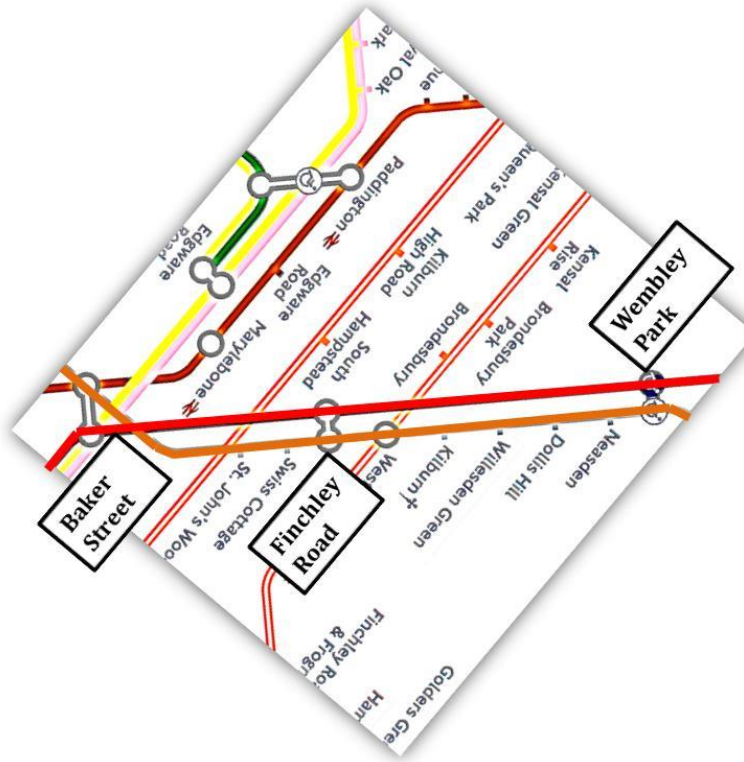 Royal Oak
Paddington
Edgware
Road
Edgware
Road
Marylebone
Queen's Park
Kensal Green
Kilburn
High Road
South
Hampstead
Kensal
Rise
Brondesbury
Park
Brondesbury
Wembley
Park
Baker
Street
Finchley
Road
St. John's Woo
Swiss Cottage
Wes
Kilburn
Willesden Green
Dollis Hill
Neasden
Finchley Ro
& Frogn
Ham
Golders Gre